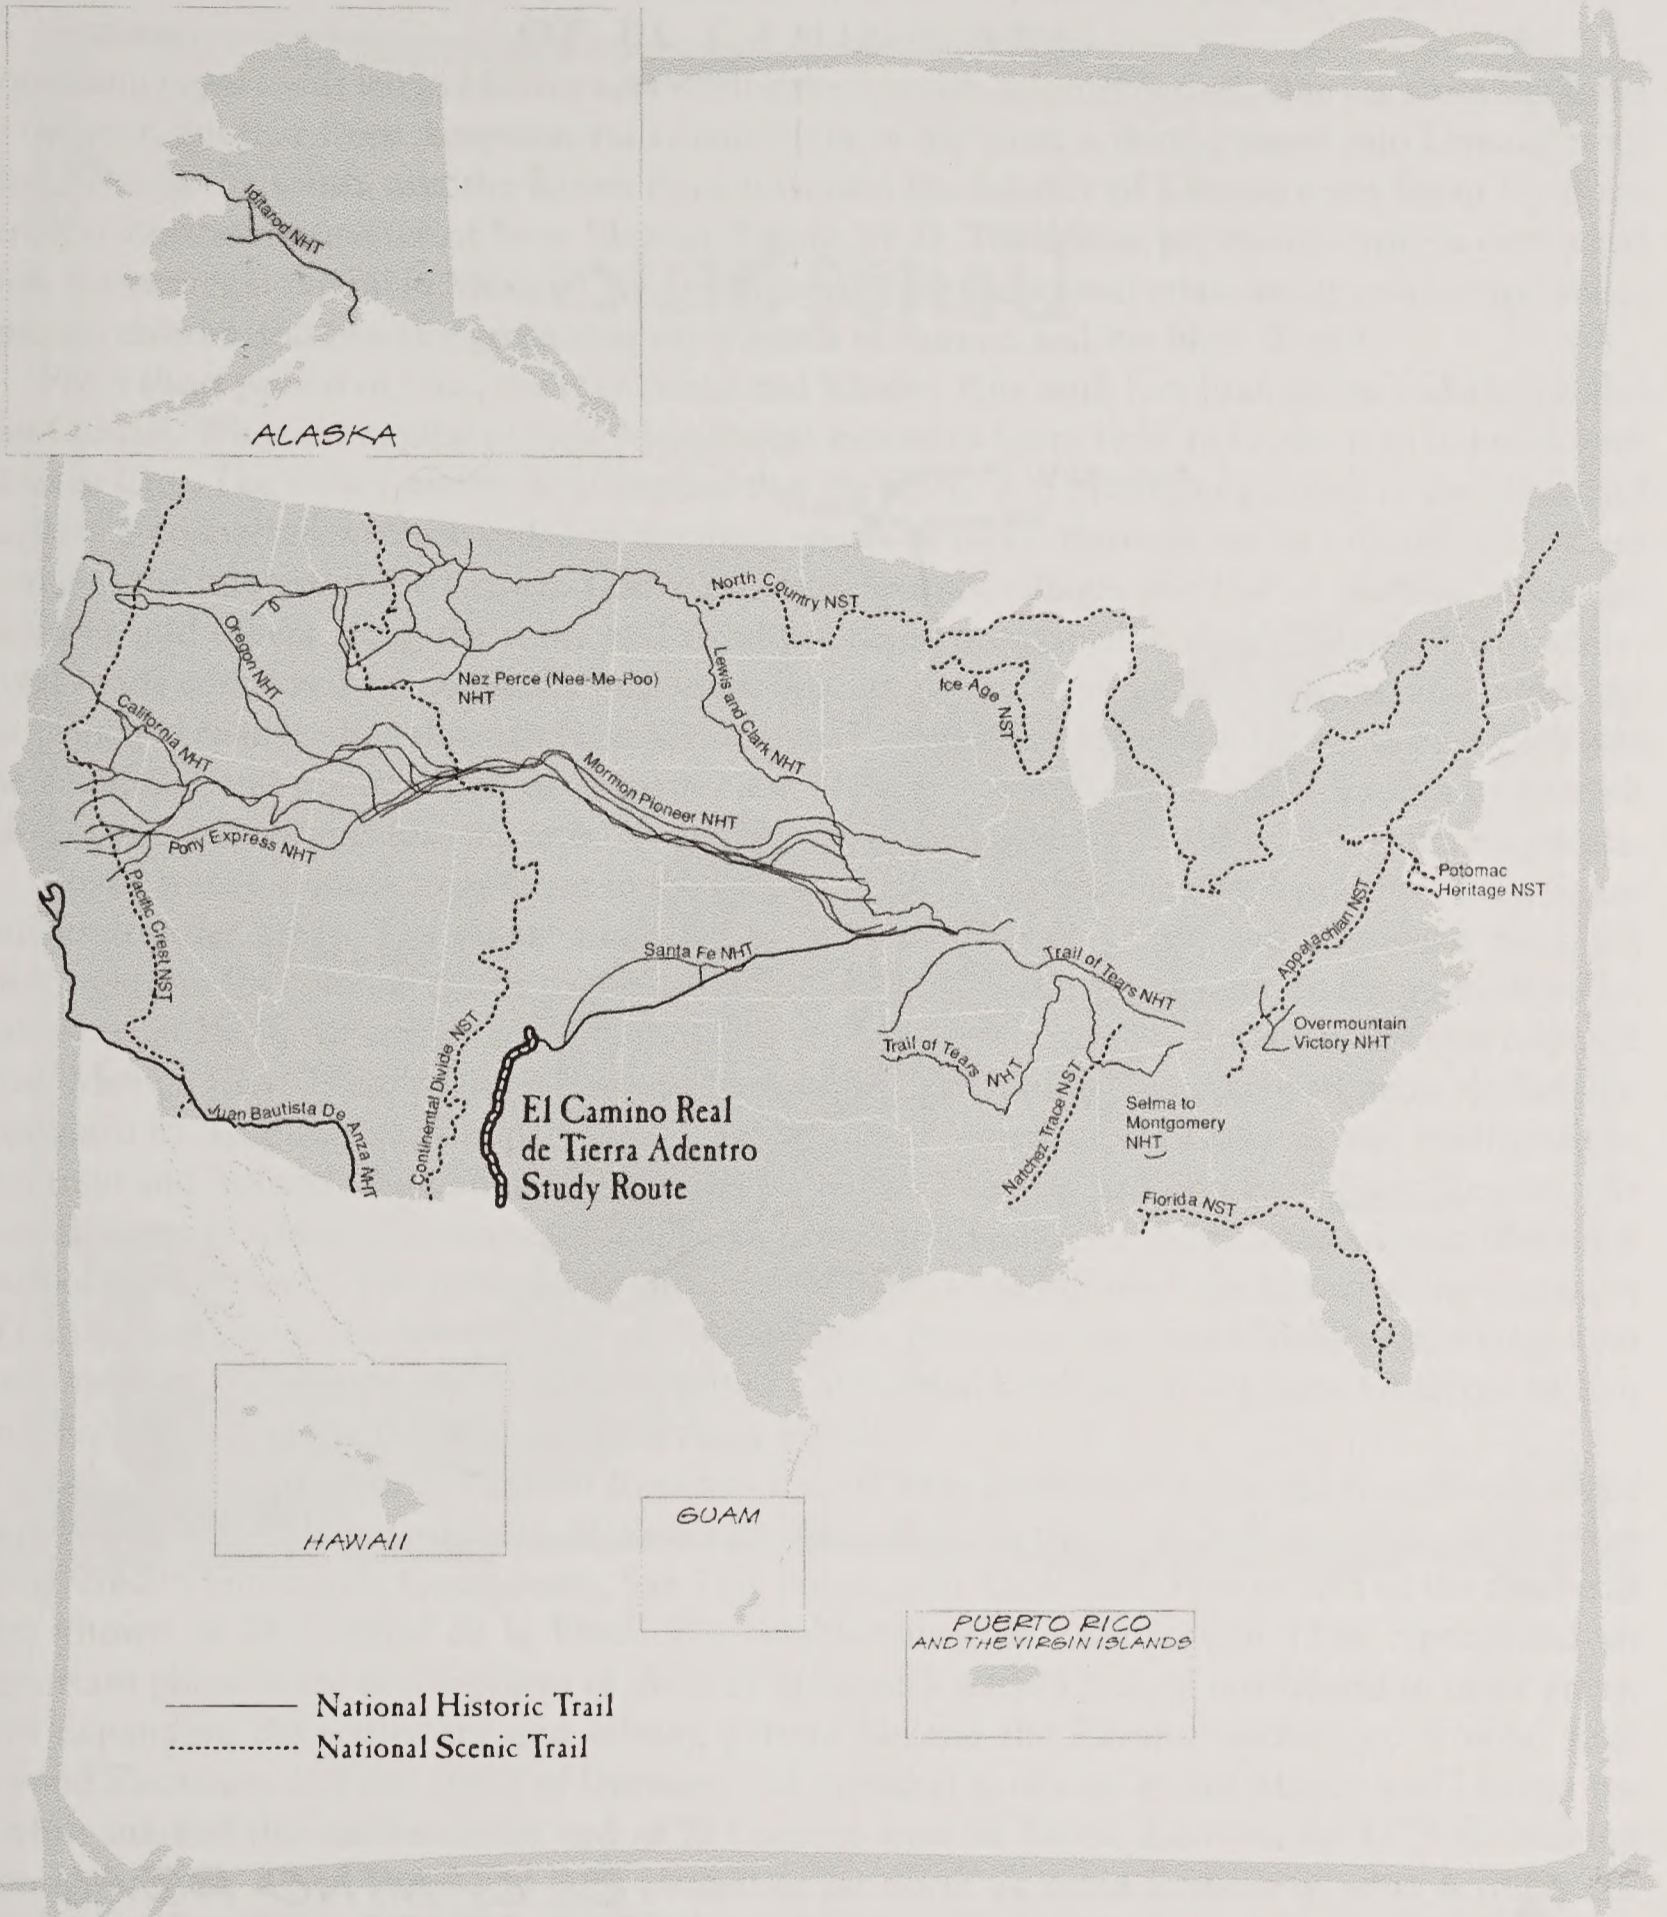 Iditarod NHT
ALASKA
North Country NST
Oregon NHT
Nez Perce (Nee-Me-Poo)
NHT
Lewis and Clark NHT
Ice Age NST
California NHT
Mormon Pioneer NHT
Pony Express NHT
Pacific Crest NST
Potomac
Heritage NST
Appalachian NST
Santa Fe NHT
Trail of Tears NHT
Overmountain
Victory NHT
Trail of Tears NHT
Continental Divide NST
Juan Bautista De Anza NHT
El Camino Real
de Tierra Adentro
Study Route
Natchez Trace NST
Selma to
Montgomery
NHT
Florida NST
HAWAII
GUAM
PUERTO RICO
AND THE VIRGIN ISLANDS
National Historic Trail
National Scenic Trail